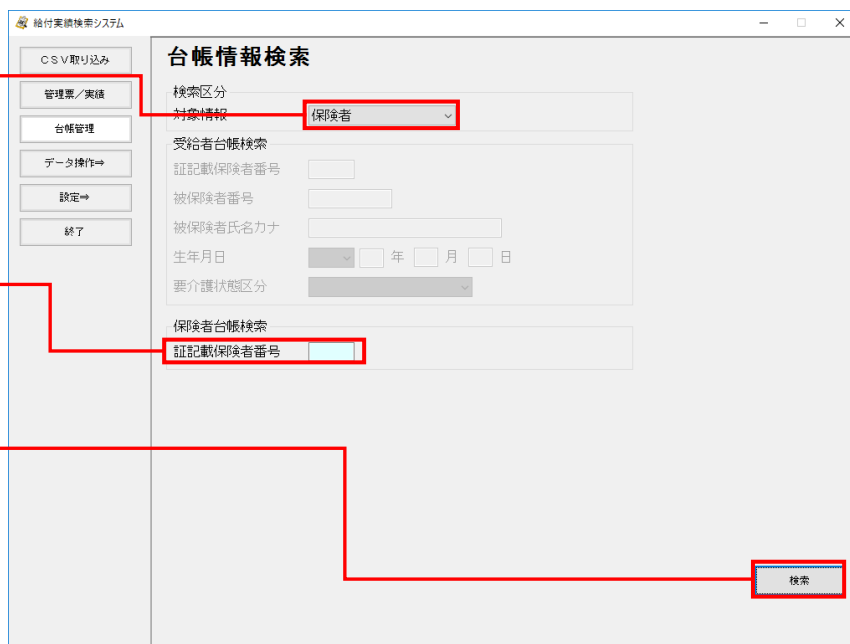 給付実績検索システム
CSV取り込み
管理票/実績
台帳管理
データ操作⇒
設定⇒
終了
台帳情報検索
検索区分
対象情報 保険者
受給者台帳検索
証記載保険者番号
被保険者番号
被保険者氏名カナ
生年月日 年 月 日
要介護状態区分
保険者台帳検索
証記載保険者番号
検索